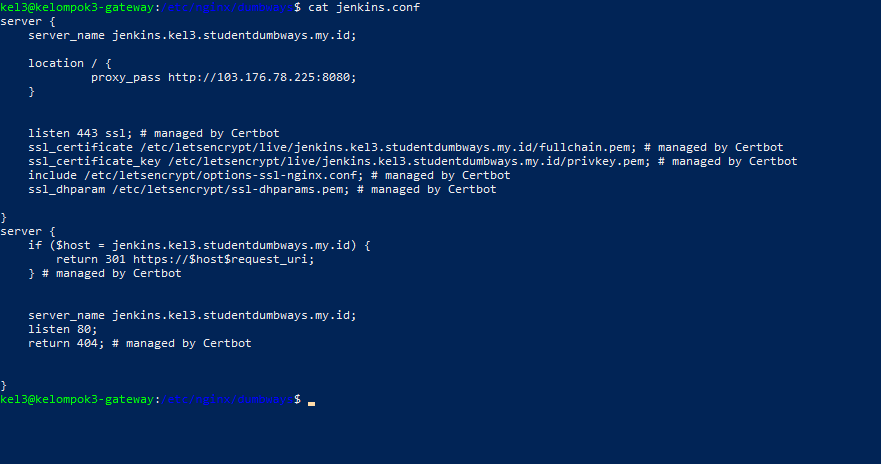 kel3@kelompok3-gateway:/etc/nginx/dumbways$ cat jenkins.conf
server {
    server_name jenkins.kel3.studentdumbways.my.id;
    location / {
             proxy_pass http://103.176.78.225:8080;
    }
    listen 443 ssl; # managed by Certbot
    ssl_certificate /etc/letsencrypt/live/jenkins.kel3.studentdumbways.my.id/fullchain.pem; # managed by Certbot
    ssl_certificate_key /etc/letsencrypt/live/jenkins.kel3.studentdumbways.my.id/privkey.pem; # managed by Certbot
    include /etc/letsencrypt/options-ssl-nginx.conf; # managed by Certbot
    ssl_dhparam /etc/letsencrypt/ssl-dhparams.pem; # managed by Certbot
}
server {
    if ($host = jenkins.kel3.studentdumbways.my.id) {
        return 301 https://$host$request_uri;
    } # managed by Certbot
    server_name jenkins.kel3.studentdumbways.my.id;
    listen 80;
    return 404; # managed by Certbot
}
kel3@kelompok3-gateway:/etc/nginx/dumbways$